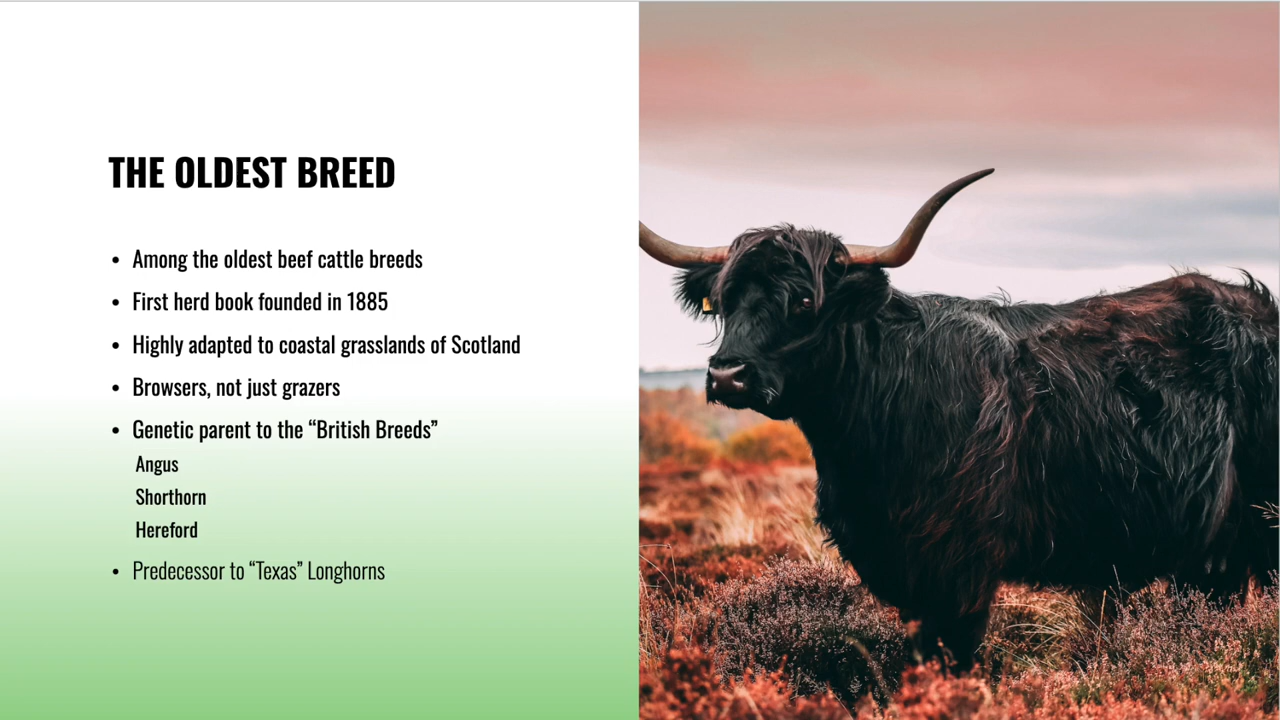 THE OLDEST BREED
• Among the oldest beef cattle breeds
• First herd book founded in 1885
• Highly adapted to coastal grasslands of Scotland
• Browsers, not just grazers
• Genetic parent to the “British Breeds”
Angus
Shorthorn
Hereford
• Predecessor to “Texas” Longhorns